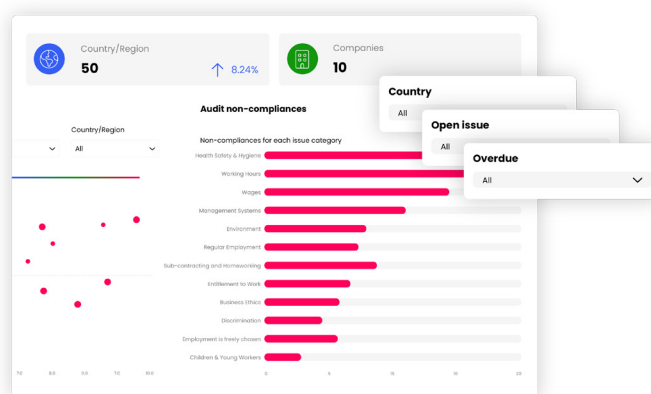 Country/Region
50
8.24%
Companies
10
Audit non-compliances
Country
All
Open issue
All
Overdue
All
Country/Region
All
Non-compliances for each issue category
Health Safety & Hygiene
Working Hours
Wages
Management Systems
Environment
Regular Employment
Sub-contracting and Homeworking
Entitlement to Work
Business Ethics
Discrimination
Employment is freely chosen
Children & Young Workers
7.0 8.0 9.0 7.0 10.0
0 5 15 10 20